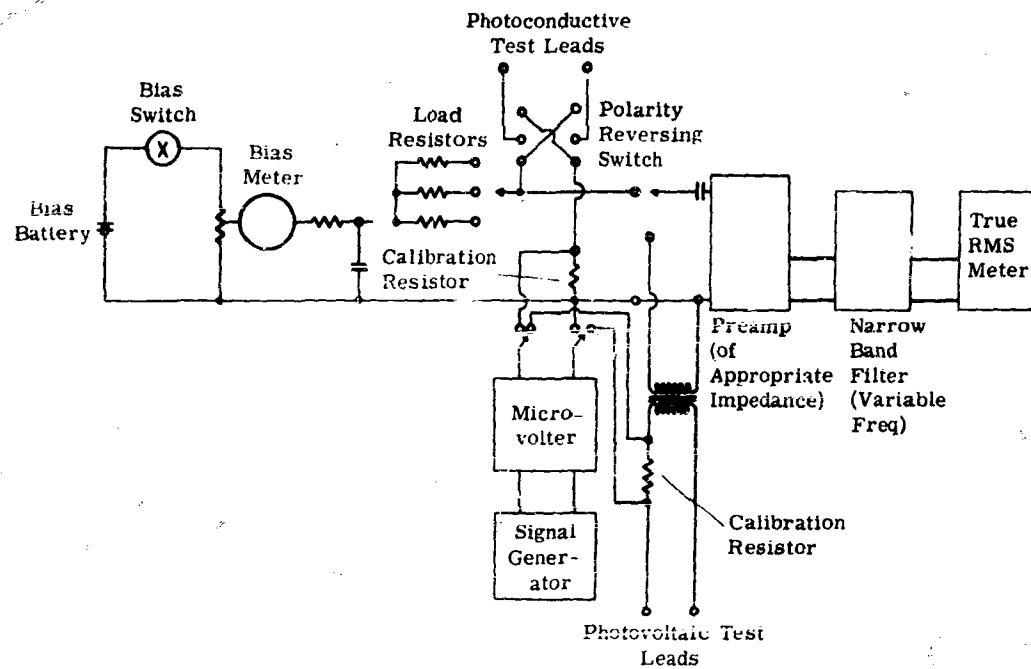 Photoconductive
Test Leads
Bias
Switch
Load
Resistors
Polarity
Reversing
Switch
Bias
Meter
Bias
Battery
X
True
RMS
Meter
Calibration
Resistor
Preamp
(of
Appropriate
Impedance)
Narrow
Band
Filter
(Variable
Freq)
Micro-
volter
Signal
Gener-
ator
Calibration
Resistor
Photovoltaic Test
Leads